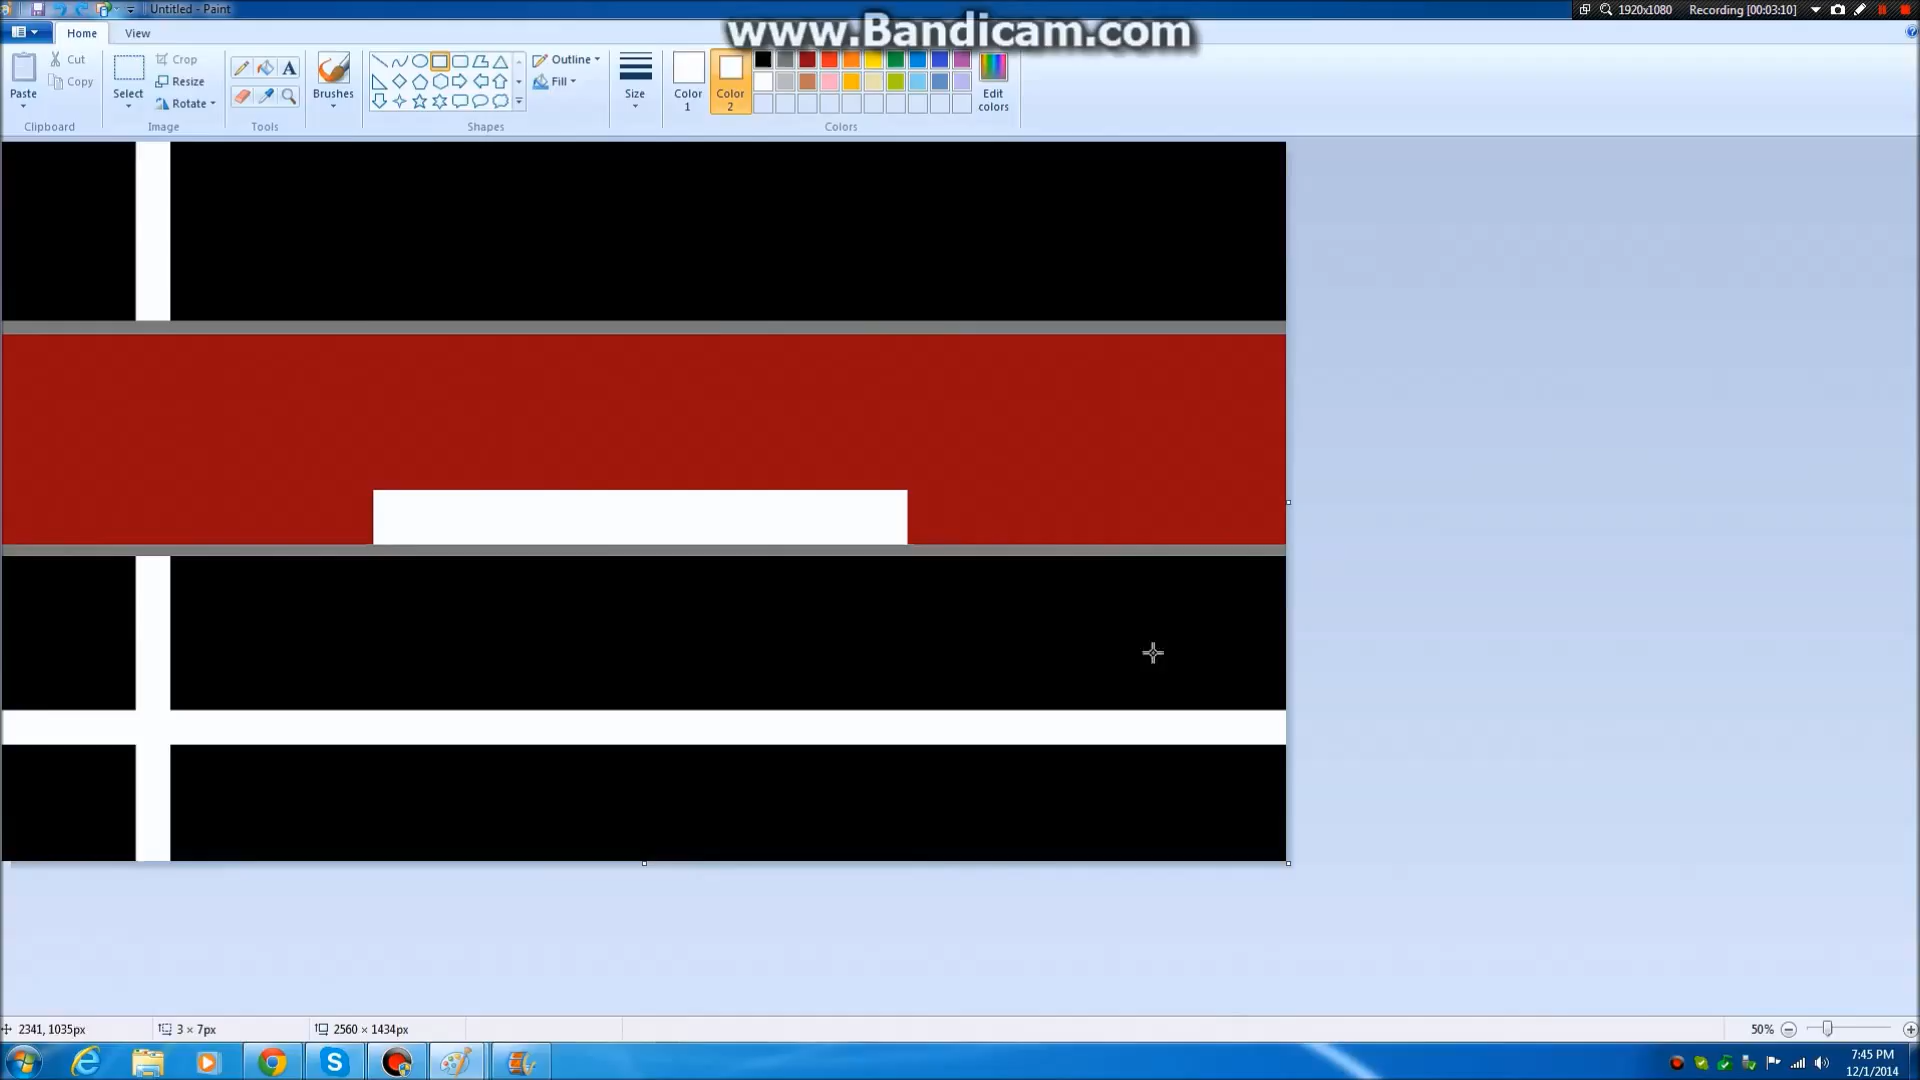 Untitled - Paint
www.Bandicam.com
1920x1080 Recording [00:03:10]
Home View
Paste
Cut
Copy
Clipboard
Select
Crop
Resize
Rotate
Image
Tools
Brushes
Outline
Fill
Shapes
Size
Color 1
Color 2
Edit colors
Colors
2341, 1035px
3 × 7px
2560 × 1434px
50%
7:45 PM
12/1/2014